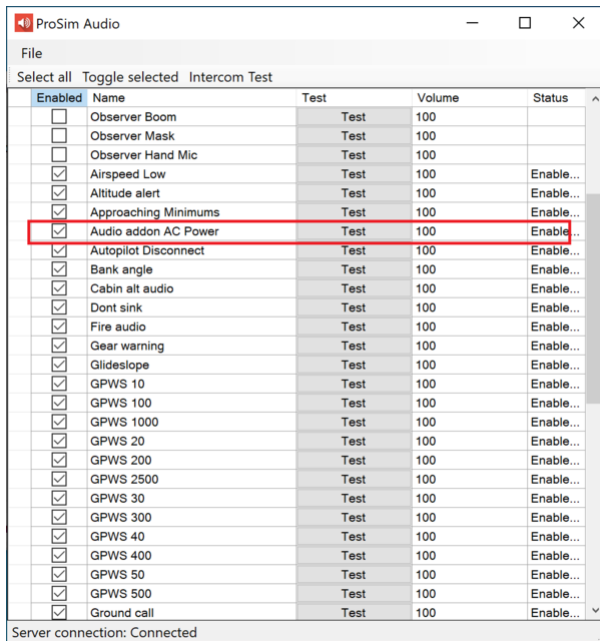 ProSim Audio
File
Select all Toggle selected Intercom Test
Enabled Name Test Volume Status
Observer Boom Test 100
Observer Mask Test 100
Observer Hand Mic Test 100
Airspeed Low Test 100 Enable...
Altitude alert Test 100 Enable...
Approaching Minimums Test 100 Enable...
Audio addon AC Power Test 100 Enable...
Autopilot Disconnect Test 100 Enable...
Bank angle Test 100 Enable...
Cabin alt audio Test 100 Enable...
Dont sink Test 100 Enable...
Fire audio Test 100 Enable...
Gear warning Test 100 Enable...
Glideslope Test 100 Enable...
GPWS 10 Test 100 Enable...
GPWS 100 Test 100 Enable...
GPWS 1000 Test 100 Enable...
GPWS 20 Test 100 Enable...
GPWS 200 Test 100 Enable...
GPWS 2500 Test 100 Enable...
GPWS 30 Test 100 Enable...
GPWS 300 Test 100 Enable...
GPWS 40 Test 100 Enable...
GPWS 400 Test 100 Enable...
GPWS 50 Test 100 Enable...
GPWS 500 Test 100 Enable...
Ground call Test 100 Enable...
Server connection: Connected